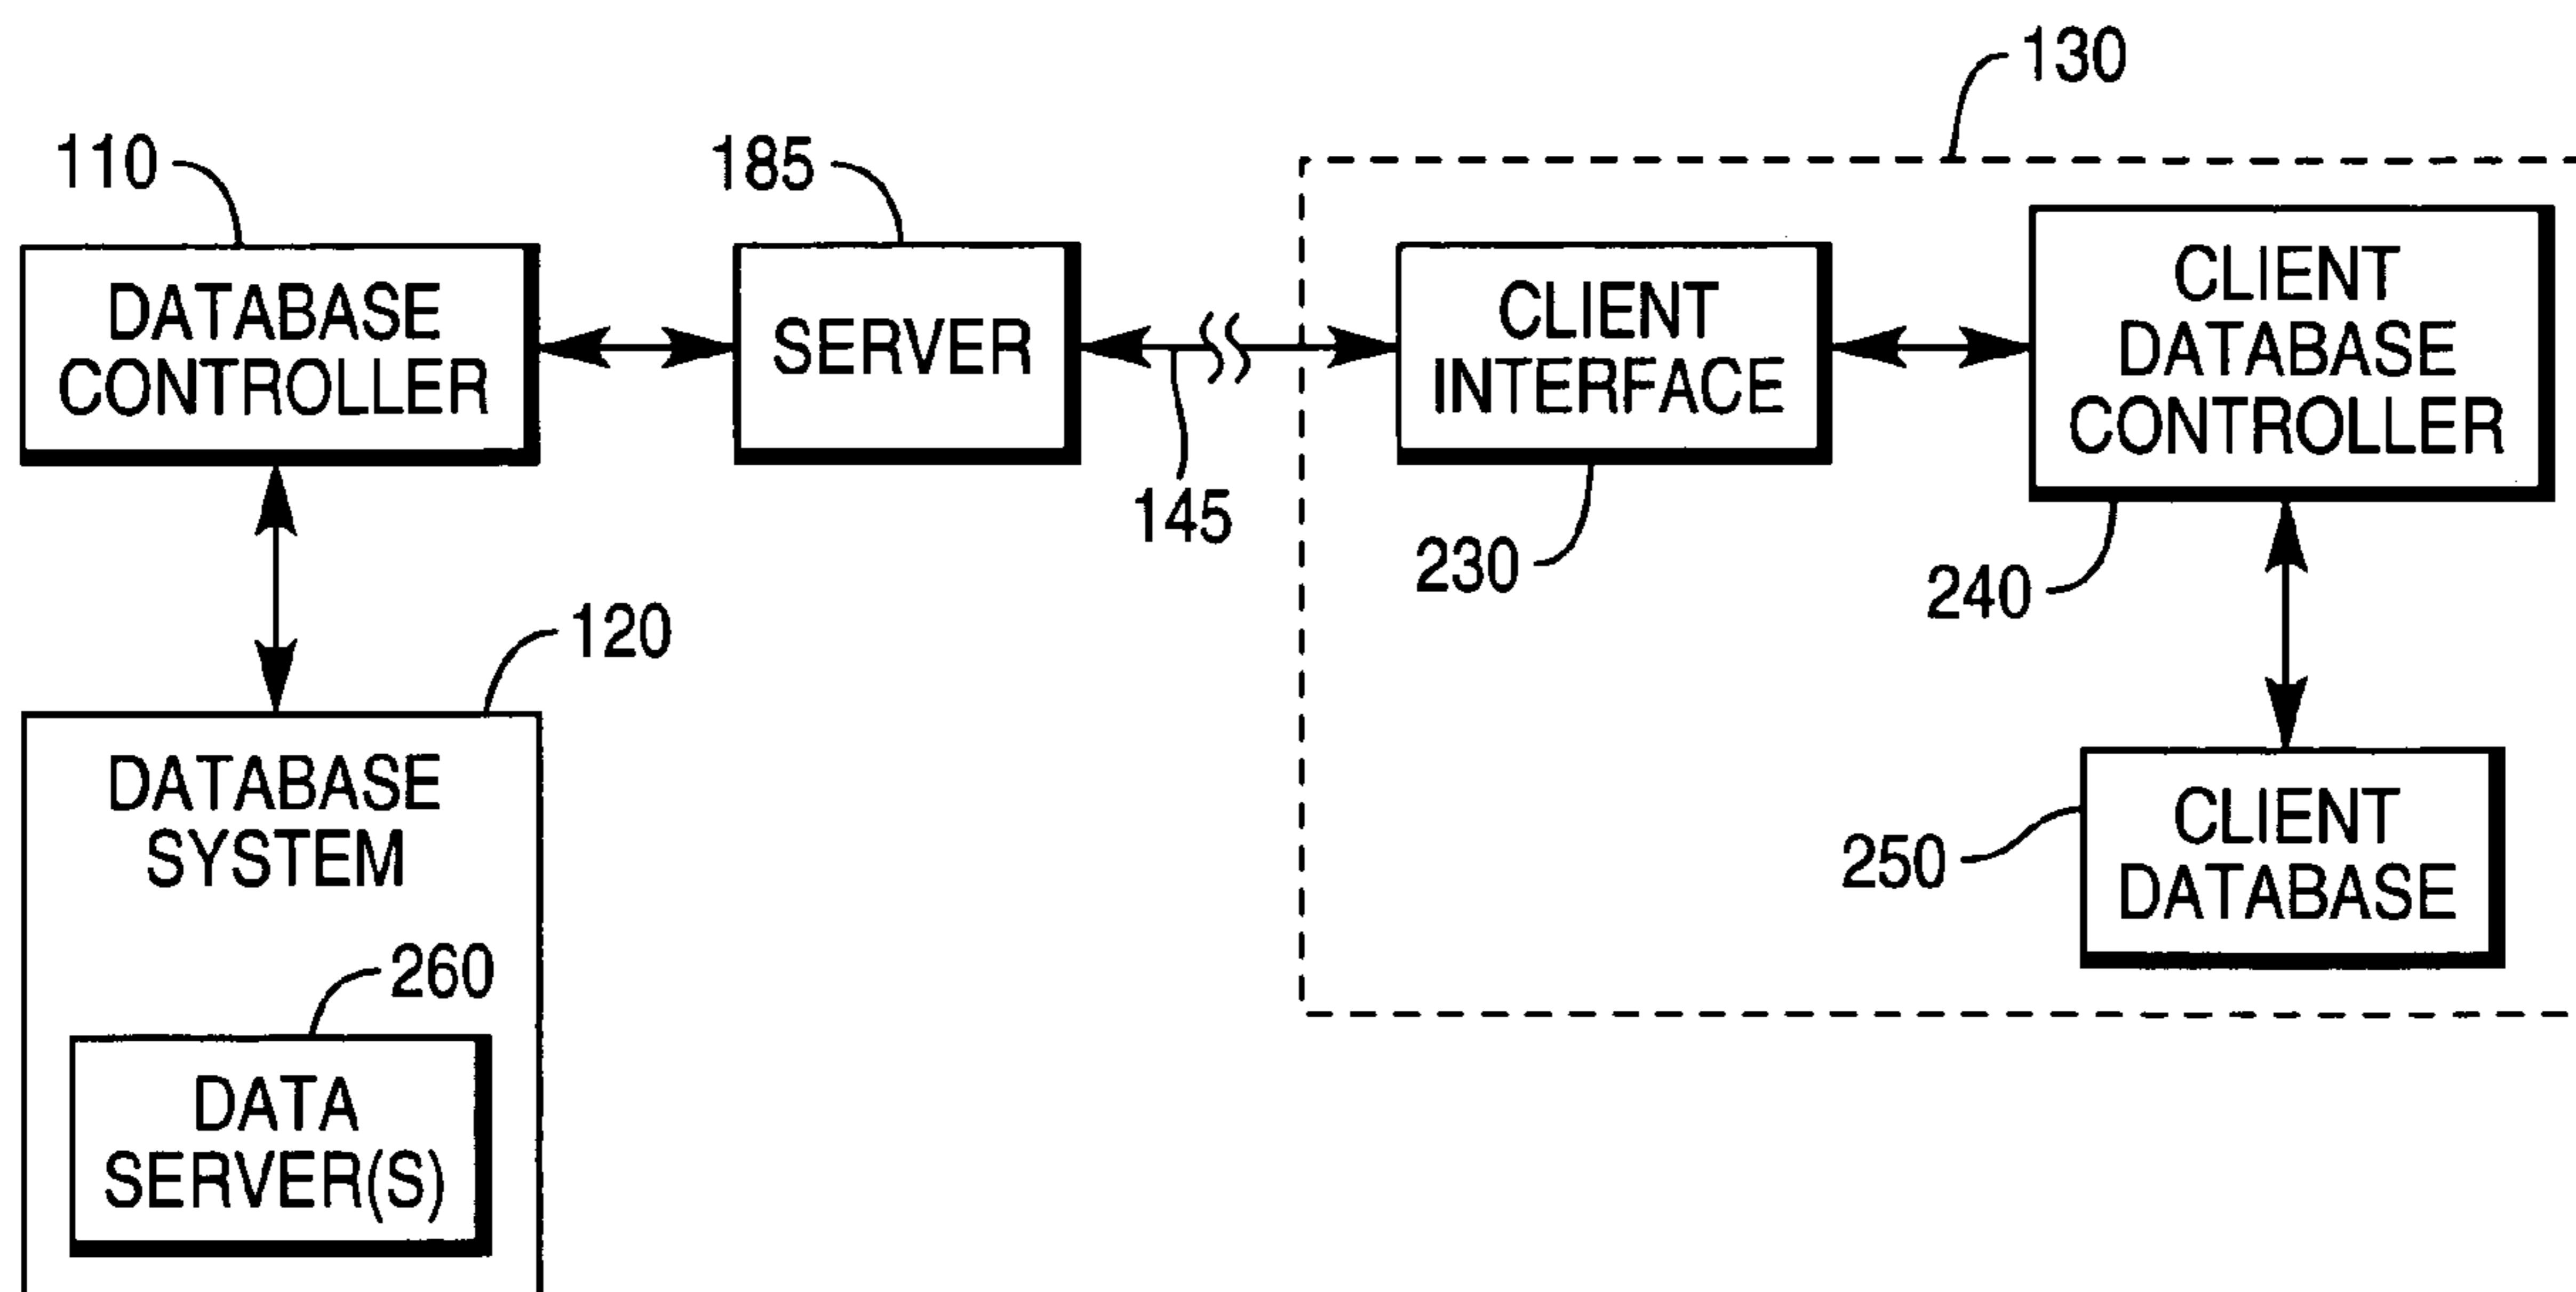 130
110
185
DATABASE
CONTROLLER
SERVER
CLIENT
INTERFACE
CLIENT
DATABASE
CONTROLLER
145
230
240
120
DATABASE
SYSTEM
250
CLIENT
DATABASE
260
DATA
SERVER(S)